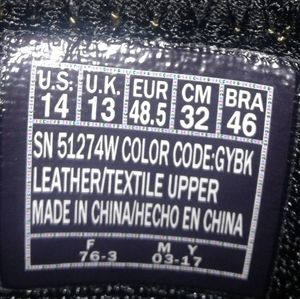 U.S. U.K. EUR CM BRA
14 13 48.5 32 46
SN 51274W COLOR CODE:GYBK
LEATHER/TEXTILE UPPER
MADE IN CHINA/HECHO EN CHINA
F M Y
76-3 03-17